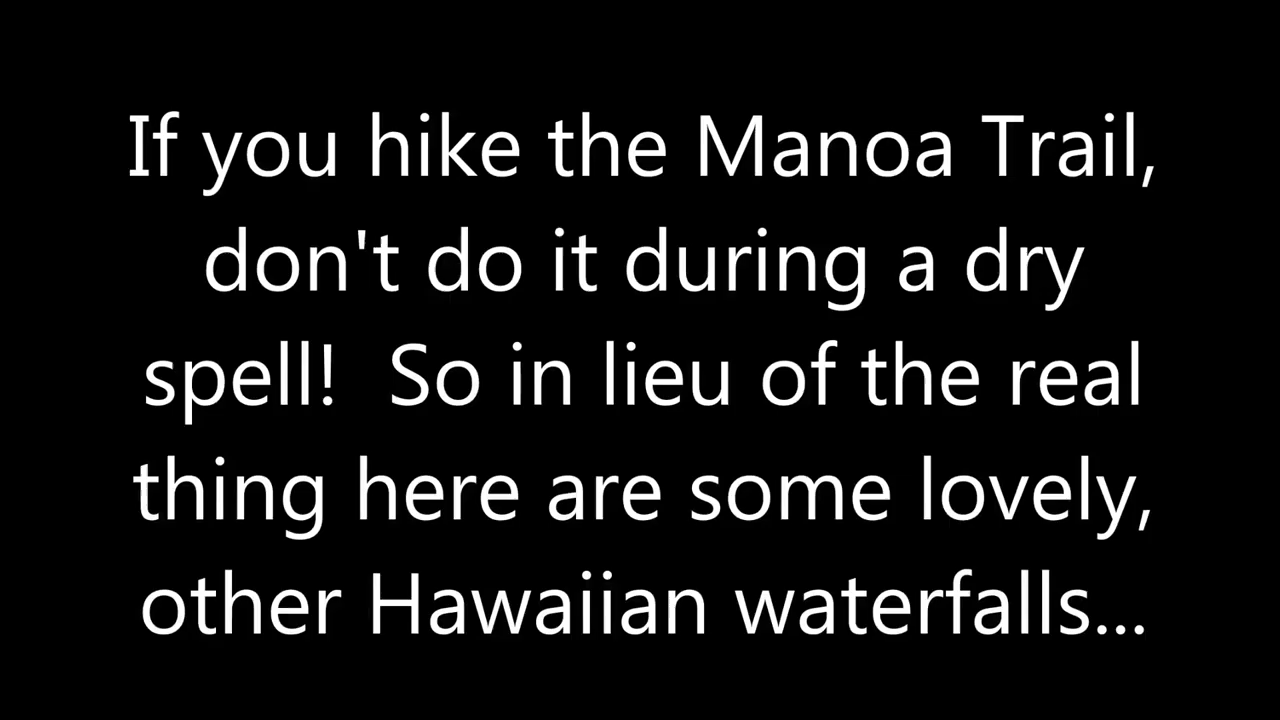 If you hike the Manoa Trail,
don't do it during a dry
spell!  So in lieu of the real
thing here are some lovely,
other Hawaiian waterfalls...